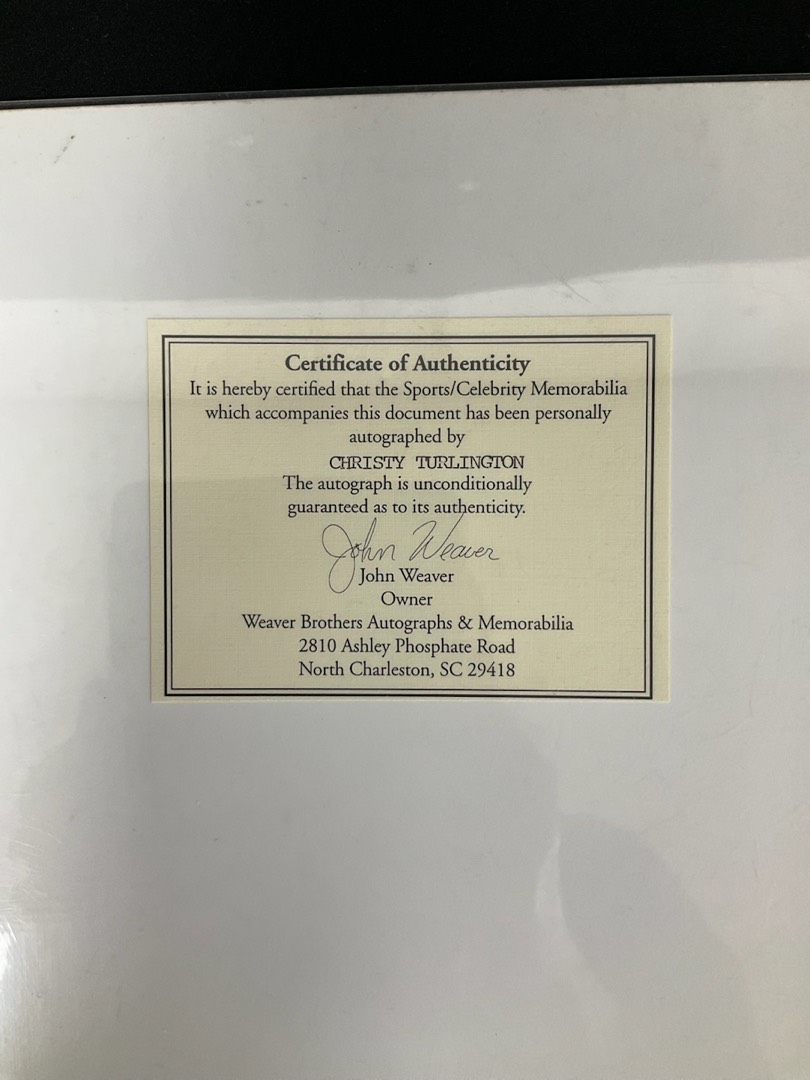 Certificate of Authenticity
It is hereby certified that the Sports/Celebrity Memorabilia
which accompanies this document has been personally
autographed by
CHRISTY TURLINGTON
The autograph is unconditionally
guaranteed as to its authenticity.
John Weaver
John Weaver
Owner
Weaver Brothers Autographs & Memorabilia
2810 Ashley Phosphate Road
North Charleston, SC 29418